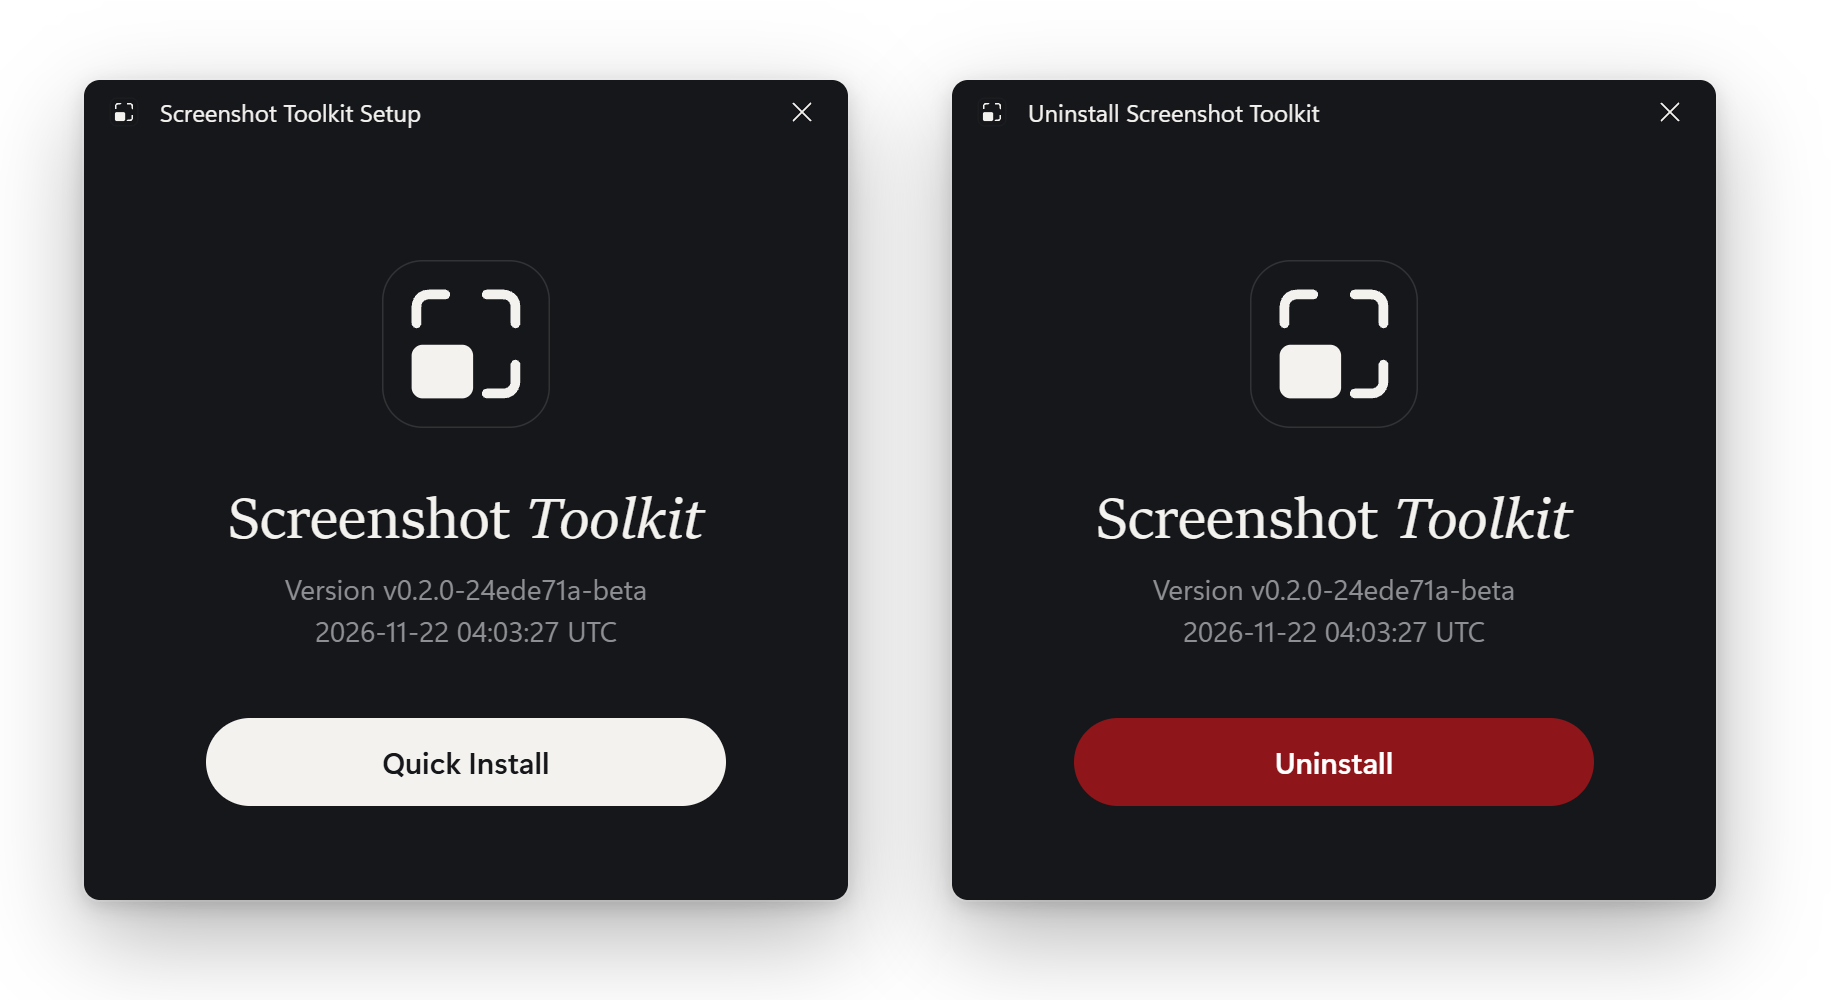 Screenshot Toolkit Setup
Screenshot Toolkit
Version v0.2.0-24ede71a-beta
2026-11-22 04:03:27 UTC
Quick Install
Uninstall Screenshot Toolkit
Screenshot Toolkit
Version v0.2.0-24ede71a-beta
2026-11-22 04:03:27 UTC
Uninstall